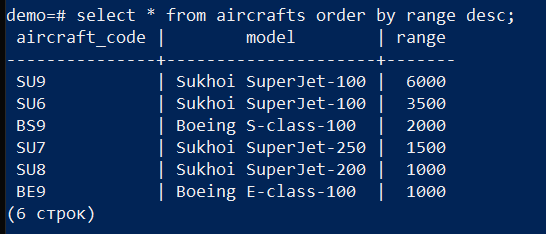 demo=# select * from aircrafts order by range desc;
 aircraft_code |        model        | range
---------------+---------------------+-------
 SU9           | Sukhoi SuperJet-100 |  6000
 SU6           | Sukhoi SuperJet-100 |  3500
 BS9           | Boeing S-class-100  |  2000
 SU7           | Sukhoi SuperJet-250 |  1500
 SU8           | Sukhoi SuperJet-200 |  1000
 BE9           | Boeing E-class-100  |  1000
(6 строк)